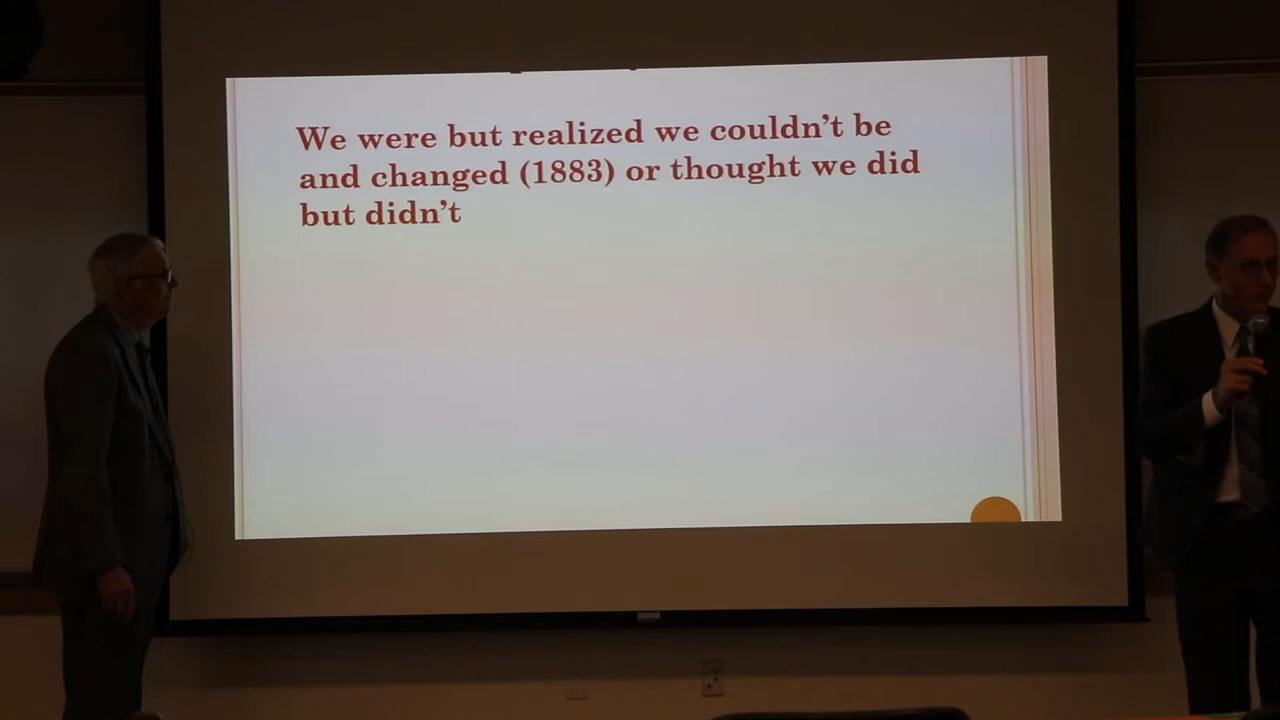 We were but realized we couldn’t be
and changed (1883) or thought we did
but didn’t